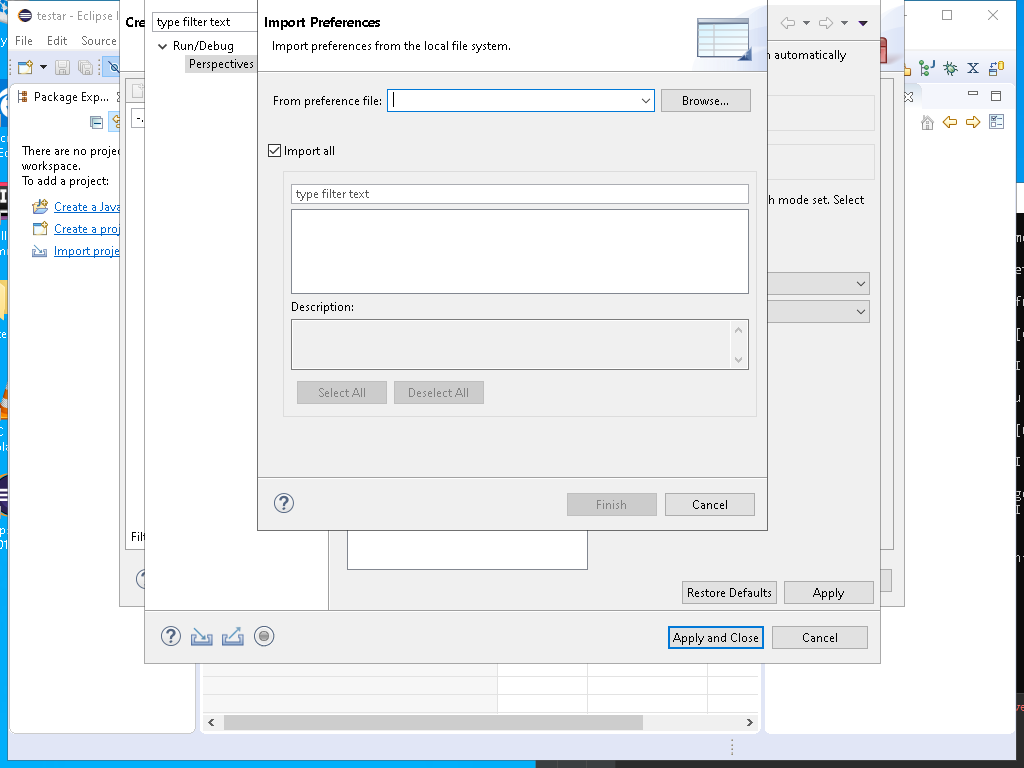 testar - Eclipse I
File Edit Source
Package Exp...
There are no projec
workspace.
To add a project:
Create a Java
Create a proj
Import proje
Cre
Filt
type filter text
Run/Debug
Perspectives
Import Preferences
Import preferences from the local file system.
From preference file:
Browse...
Import all
type filter text
Description:
Select All
Deselect All
Finish
Cancel
automatically
h mode set. Select
Restore Defaults
Apply
Apply and Close
Cancel